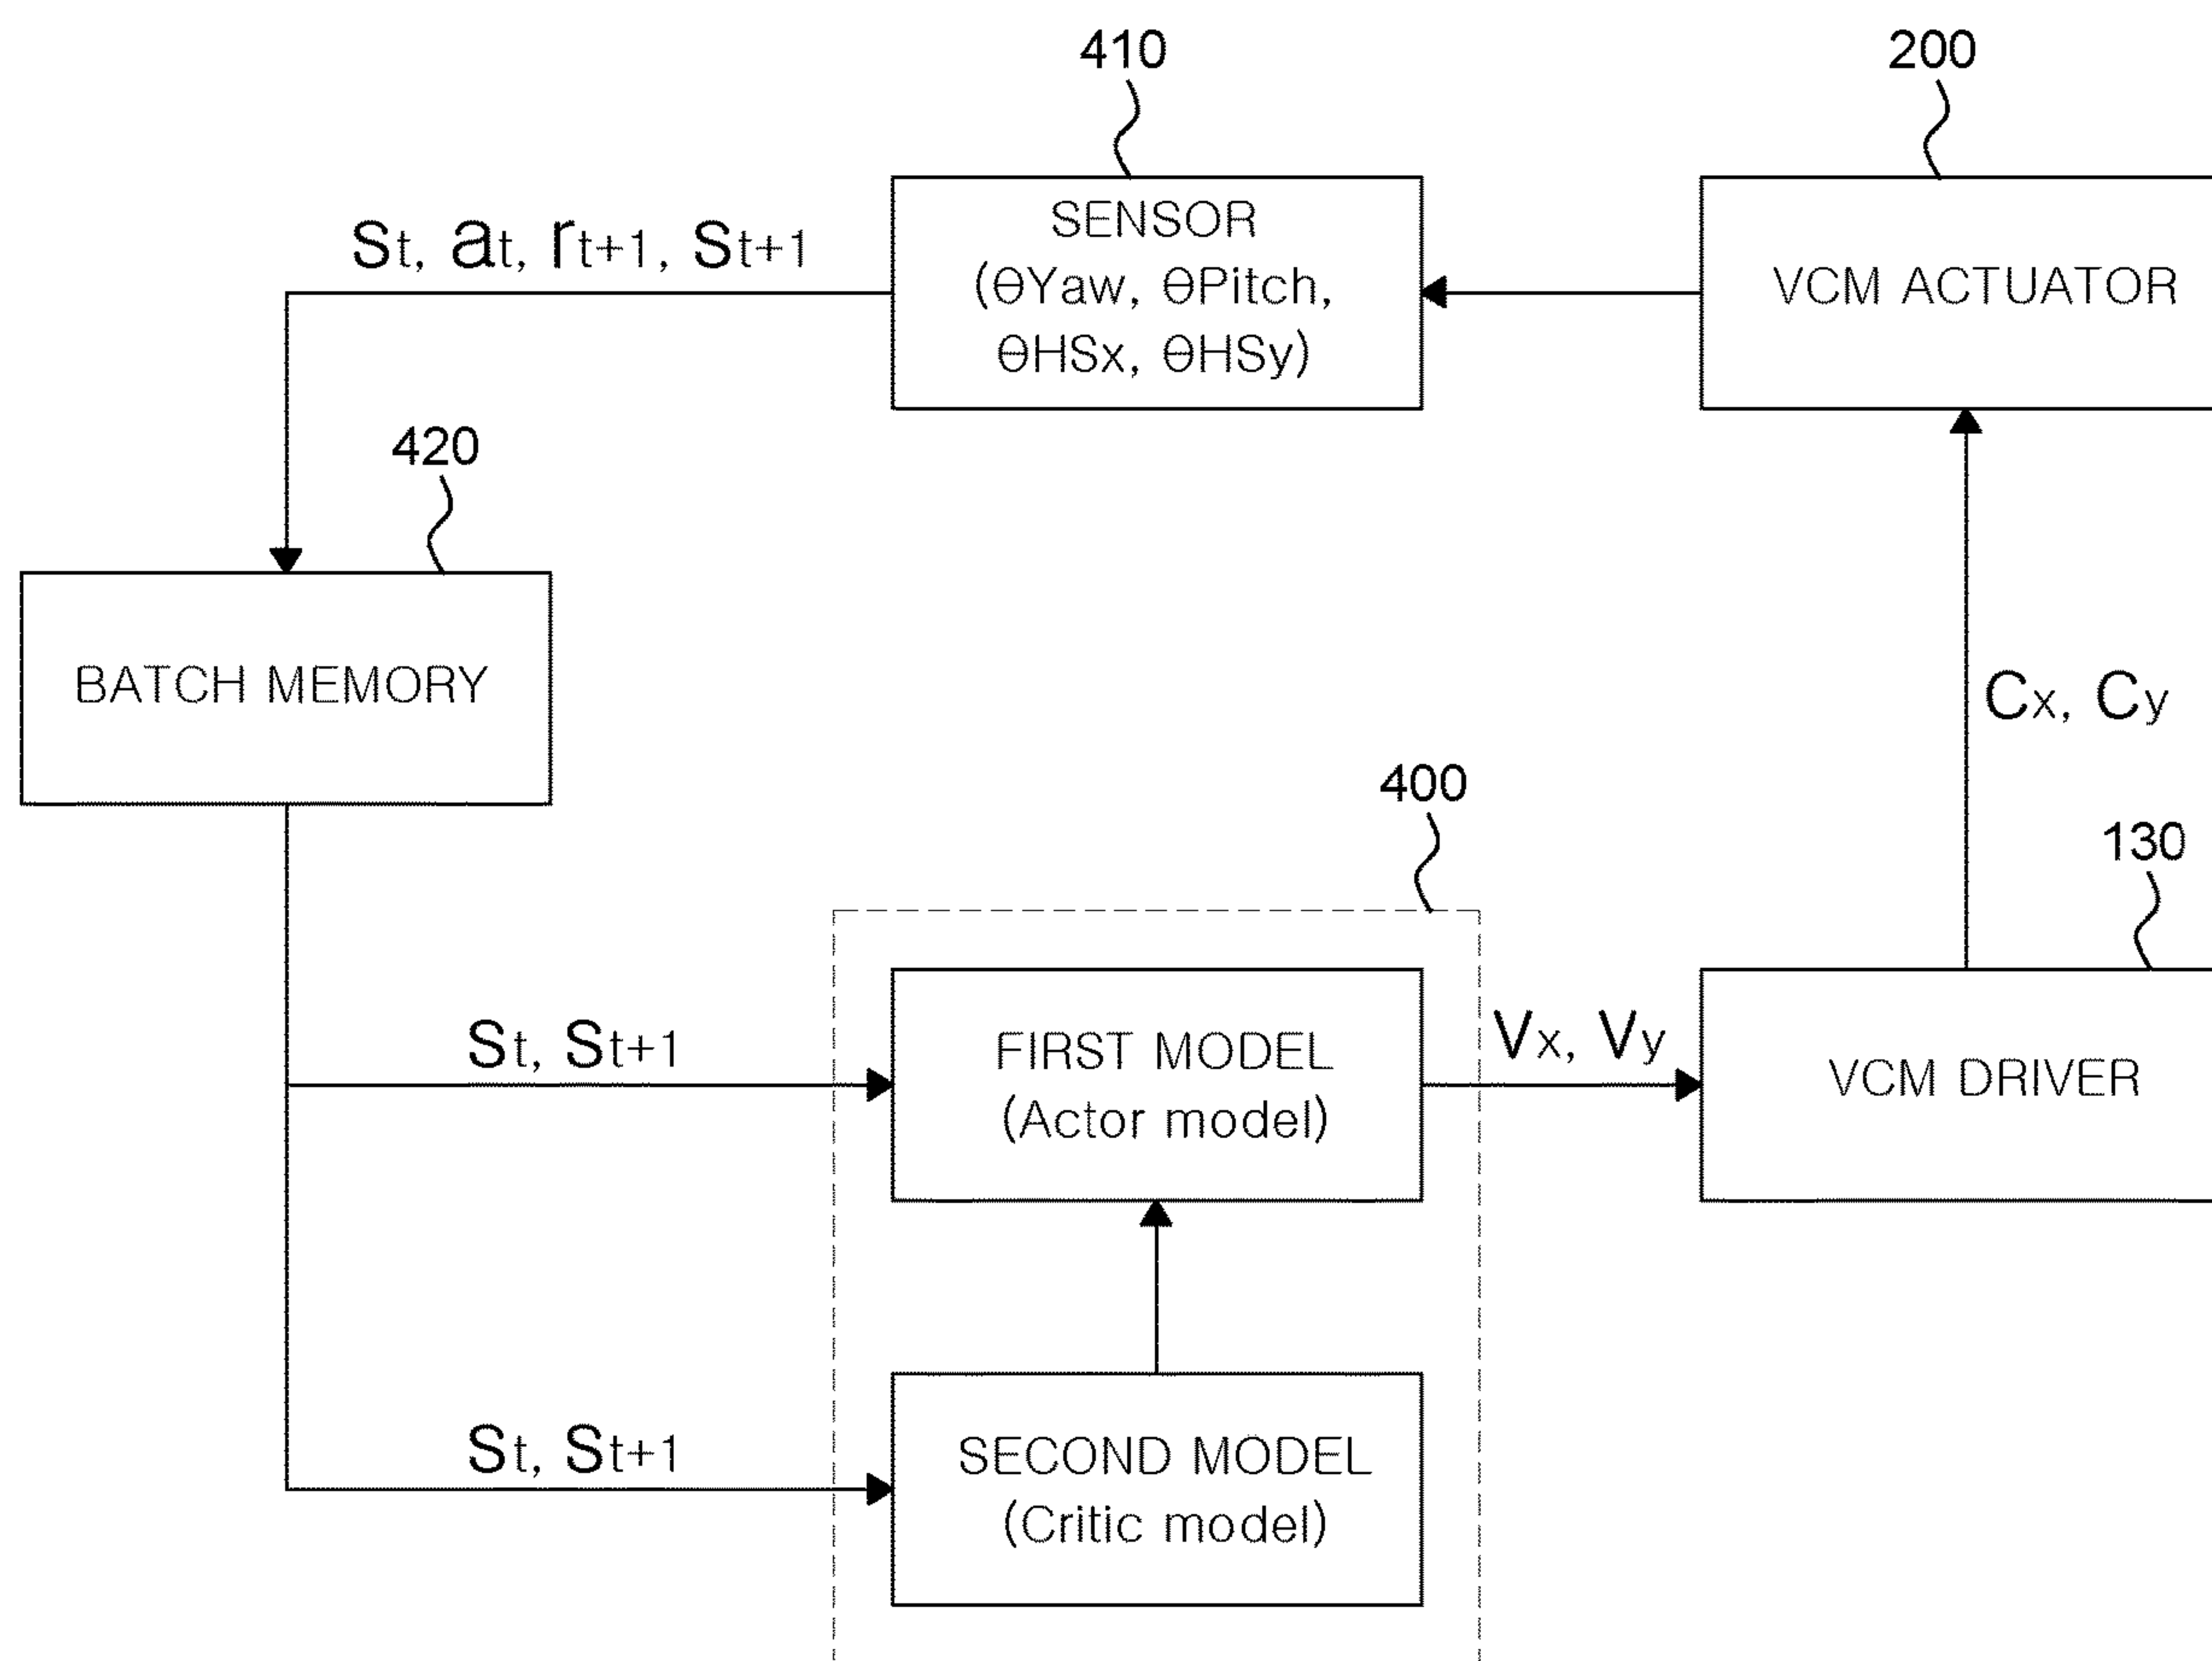 410
200
SENSOR
(θYaw, θPitch,
θHSx, θHSy)
VCM ACTUATOR
St, at, rt+1, St+1
420
BATCH MEMORY
Cx, Cy
400
130
St, St+1
FIRST MODEL
(Actor model)
Vx, Vy
VCM DRIVER
St, St+1
SECOND MODEL
(Critic model)